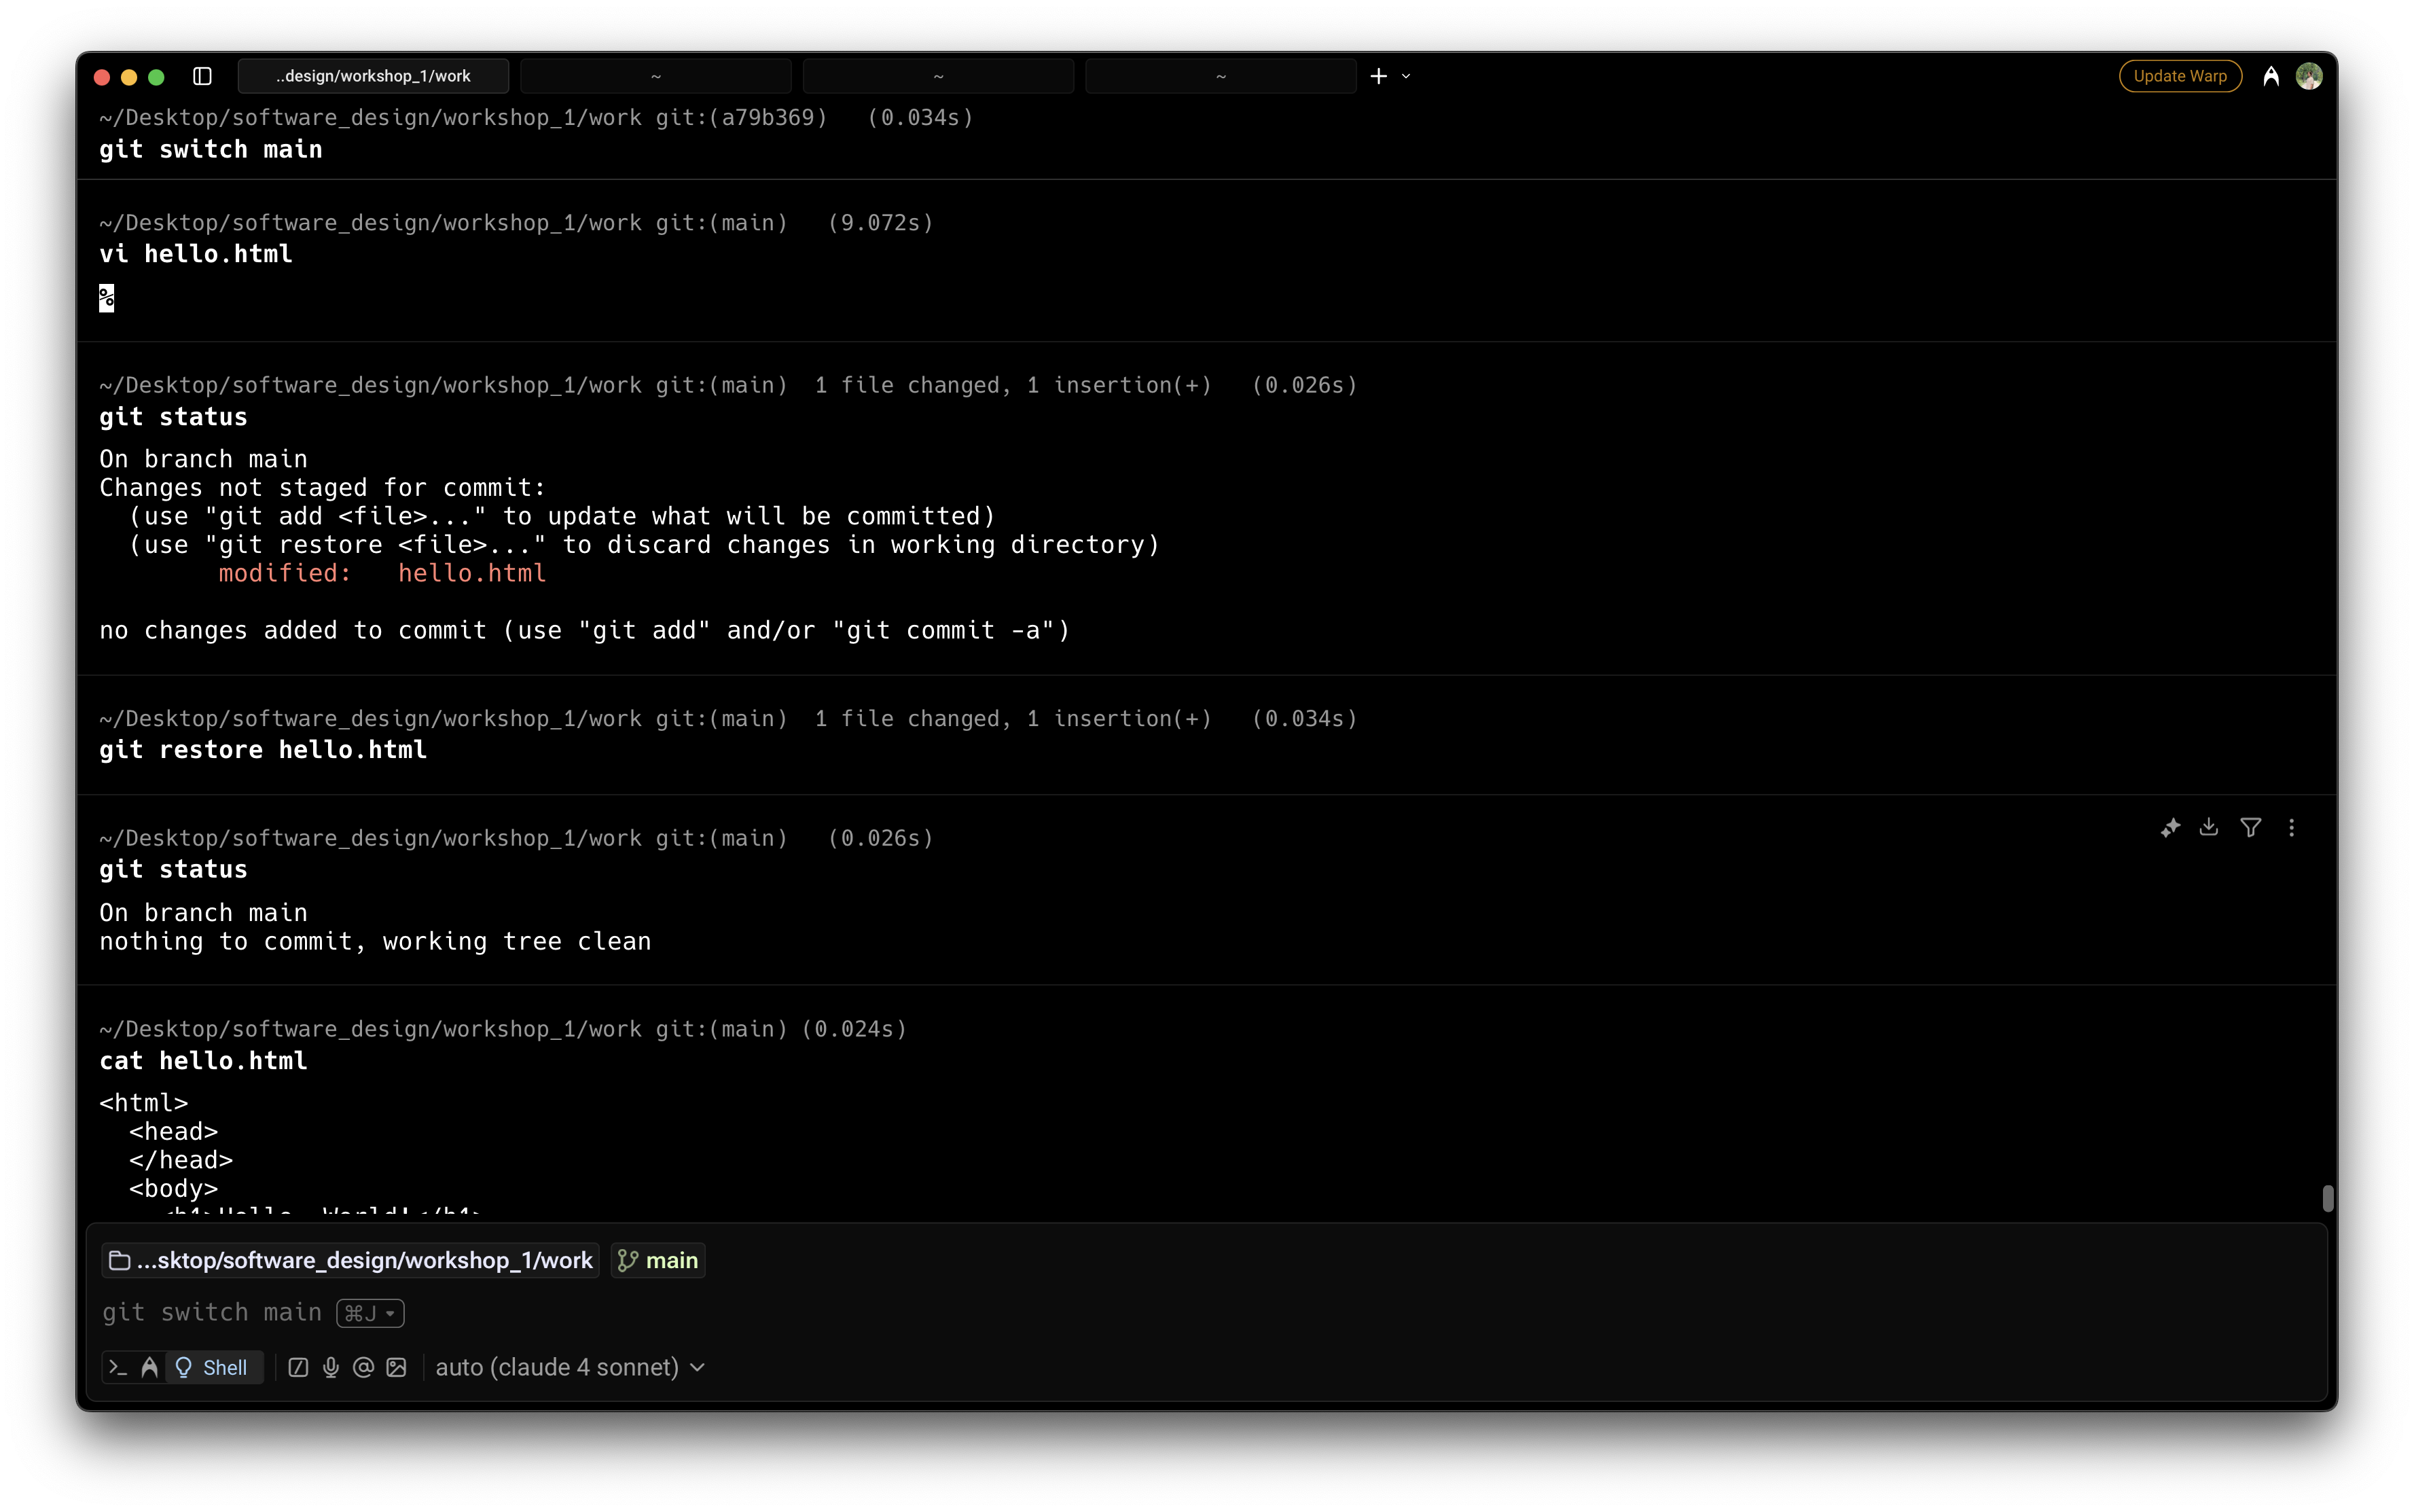 ..design/workshop_1/work
~
~
~
Update Warp
~/Desktop/software_design/workshop_1/work git:(a79b369) (0.034s)
git switch main
~/Desktop/software_design/workshop_1/work git:(main) (9.072s)
vi hello.html
%
~/Desktop/software_design/workshop_1/work git:(main) 1 file changed, 1 insertion(+) (0.026s)
git status
On branch main
Changes not staged for commit:
(use "git add <file>..." to update what will be committed)
(use "git restore <file>..." to discard changes in working directory)
modified: hello.html
no changes added to commit (use "git add" and/or "git commit -a")
~/Desktop/software_design/workshop_1/work git:(main) 1 file changed, 1 insertion(+) (0.034s)
git restore hello.html
~/Desktop/software_design/workshop_1/work git:(main) (0.026s)
git status
On branch main
nothing to commit, working tree clean
~/Desktop/software_design/workshop_1/work git:(main) (0.024s)
cat hello.html
<html>
<head>
</head>
<body>
<h1>Hello, World!</h1>
...sktop/software_design/workshop_1/work main
git switch main ⌘J
Shell auto (claude 4 sonnet)